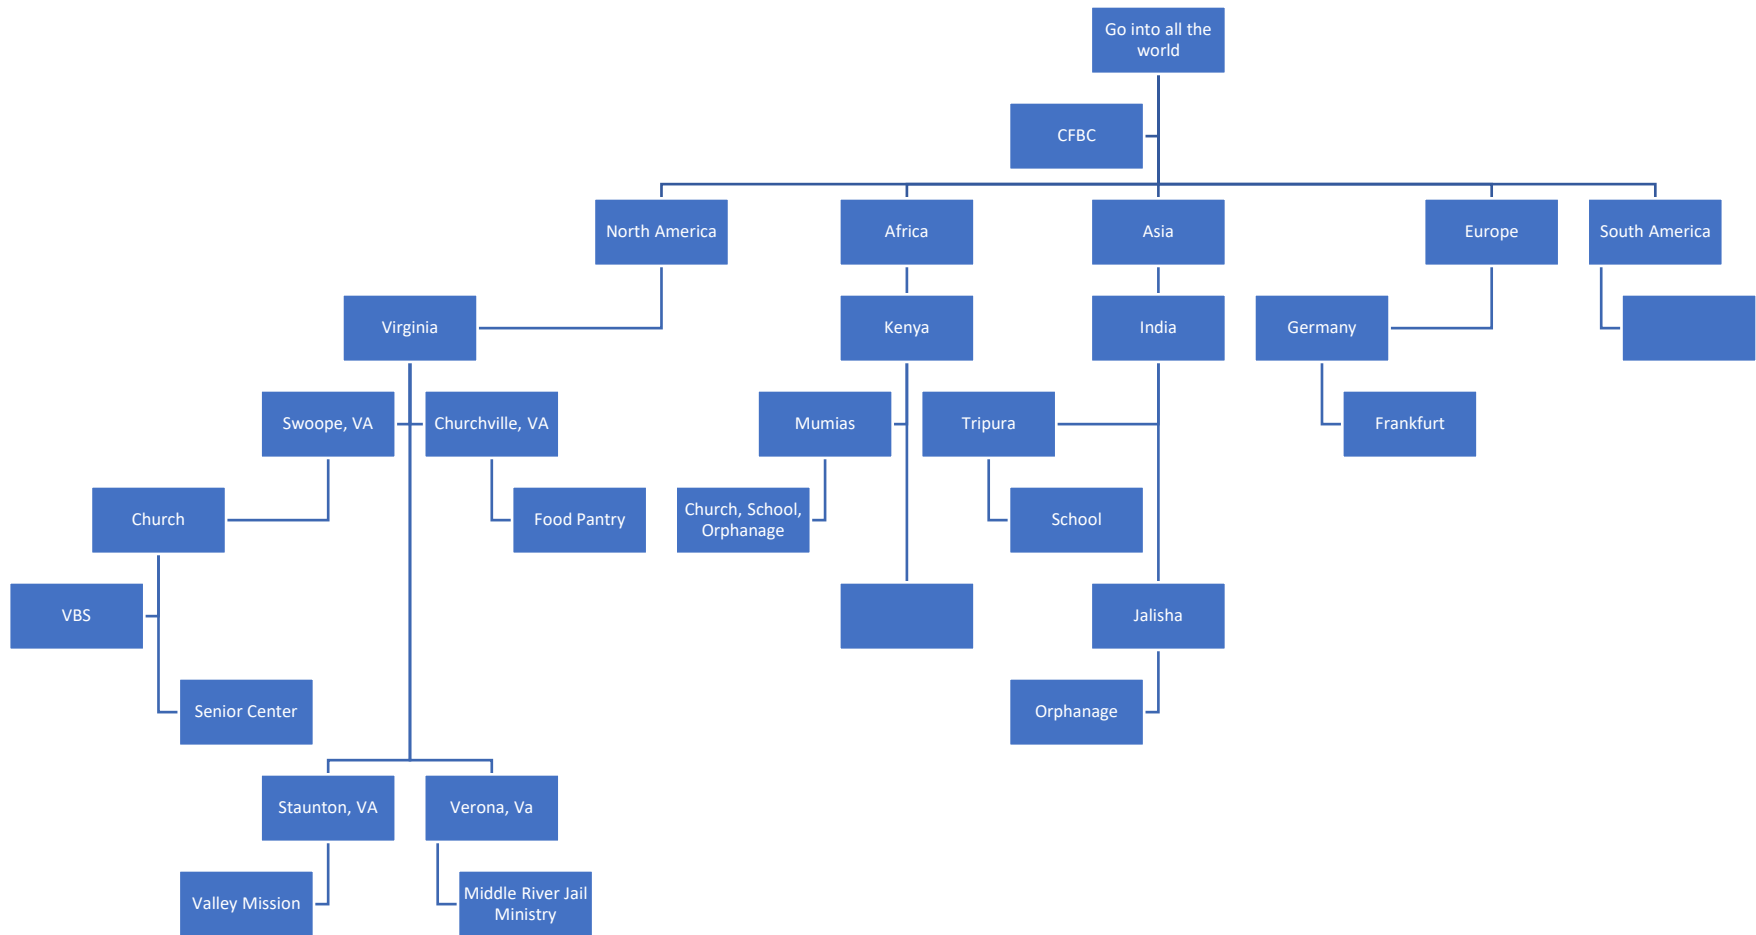 Go into all the
world
CFBC
North America
Africa
Asia
Europe
South America
Virginia
Kenya
India
Germany
Swoope, VA
Churchville, VA
Mumias
Tripura
Frankfurt
Church
Food Pantry
Church, School,
Orphanage
School
VBS
Jalisha
Senior Center
Orphanage
Staunton, VA
Verona, Va
Valley Mission
Middle River Jail
Ministry